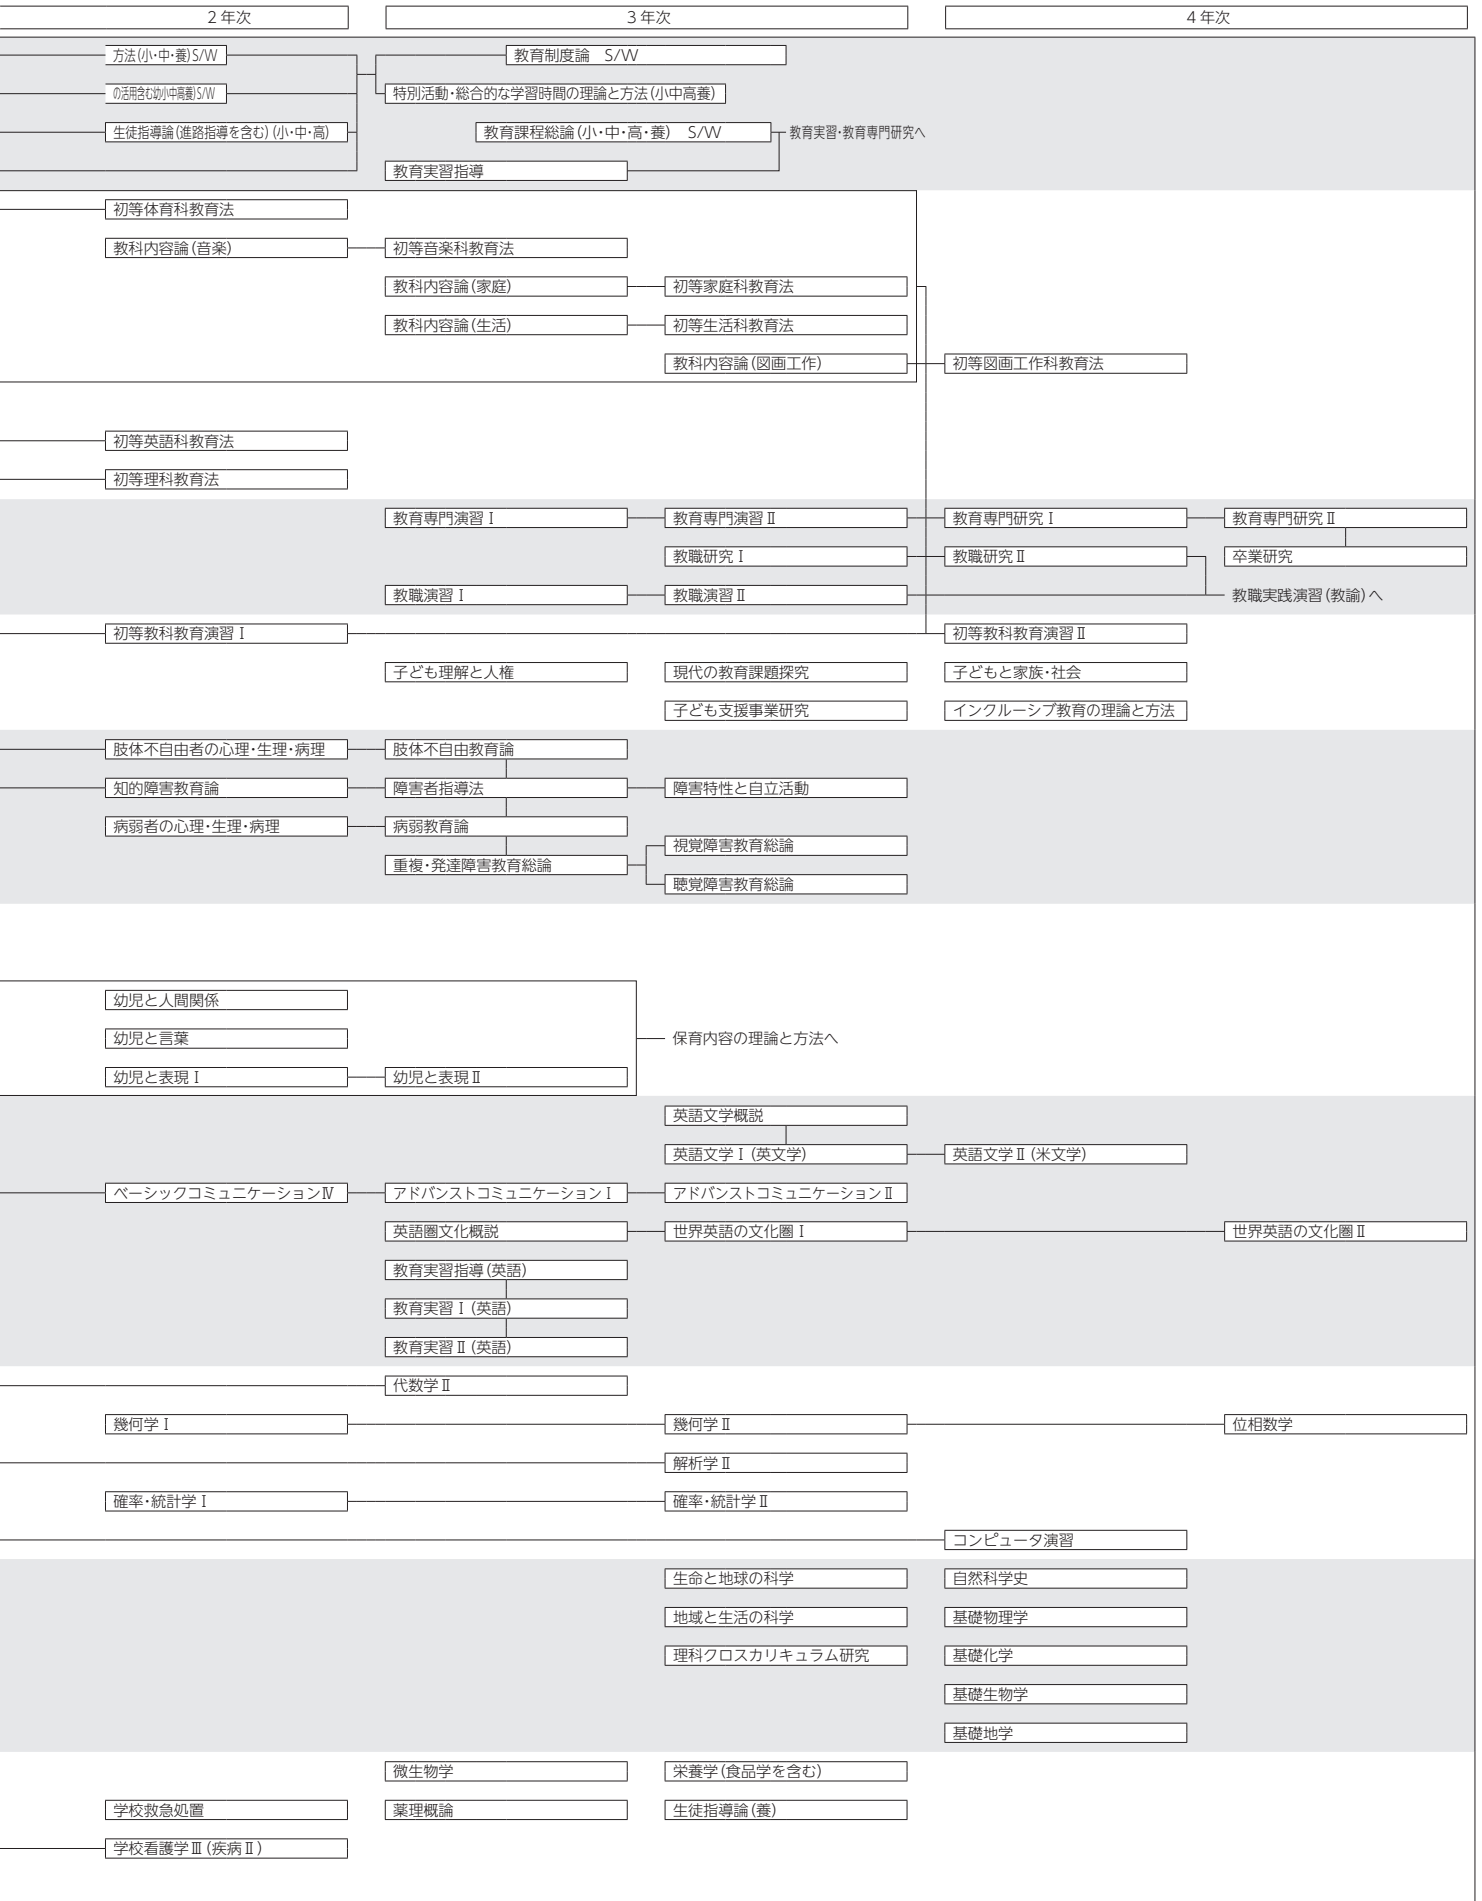 2年次
3年次
4年次
方法(小・中・養)S/W
教育制度論　S/W
の活用含む幼小中高養)S/W
特別活動・総合的な学習時間の理論と方法(小中高養)
生徒指導論(進路指導を含む)(小・中・高)
教育課程総論(小・中・高・養)　S/W
教育実習・教育専門研究へ
教育実習指導
初等体育科教育法
教科内容論(音楽)
初等音楽科教育法
教科内容論(家庭)
初等家庭科教育法
教科内容論(生活)
初等生活科教育法
教科内容論(図画工作)
初等図画工作科教育法
初等英語科教育法
初等理科教育法
教育専門演習Ⅰ
教育専門演習Ⅱ
教育専門研究Ⅰ
教育専門研究Ⅱ
教職研究Ⅰ
教職研究Ⅱ
卒業研究
教職演習Ⅰ
教職演習Ⅱ
教職実践演習(教諭)へ
初等教科教育演習Ⅰ
初等教科教育演習Ⅱ
子ども理解と人権
現代の教育課題探究
子どもと家族・社会
子ども支援事業研究
インクルーシブ教育の理論と方法
肢体不自由者の心理・生理・病理
肢体不自由教育論
知的障害教育論
障害者指導法
障害特性と自立活動
病弱者の心理・生理・病理
病弱教育論
視覚障害教育総論
重複・発達障害教育総論
聴覚障害教育総論
幼児と人間関係
幼児と言葉
保育内容の理論と方法へ
幼児と表現Ⅰ
幼児と表現Ⅱ
英語文学概説
英語文学Ⅰ(英文学)
英語文学Ⅱ(米文学)
ベーシックコミュニケーションⅣ
アドバンストコミュニケーションⅠ
アドバンストコミュニケーションⅡ
英語圏文化概説
世界英語の文化圏Ⅰ
世界英語の文化圏Ⅱ
教育実習指導(英語)
教育実習Ⅰ(英語)
教育実習Ⅱ(英語)
代数学Ⅱ
幾何学Ⅰ
幾何学Ⅱ
位相数学
解析学Ⅱ
確率・統計学Ⅰ
確率・統計学Ⅱ
コンピュータ演習
生命と地球の科学
自然科学史
地域と生活の科学
基礎物理学
理科クロスカリキュラム研究
基礎化学
基礎生物学
基礎地学
微生物学
栄養学(食品学を含む)
学校救急処置
薬理概論
生徒指導論(養)
学校看護学Ⅲ(疾病Ⅱ)